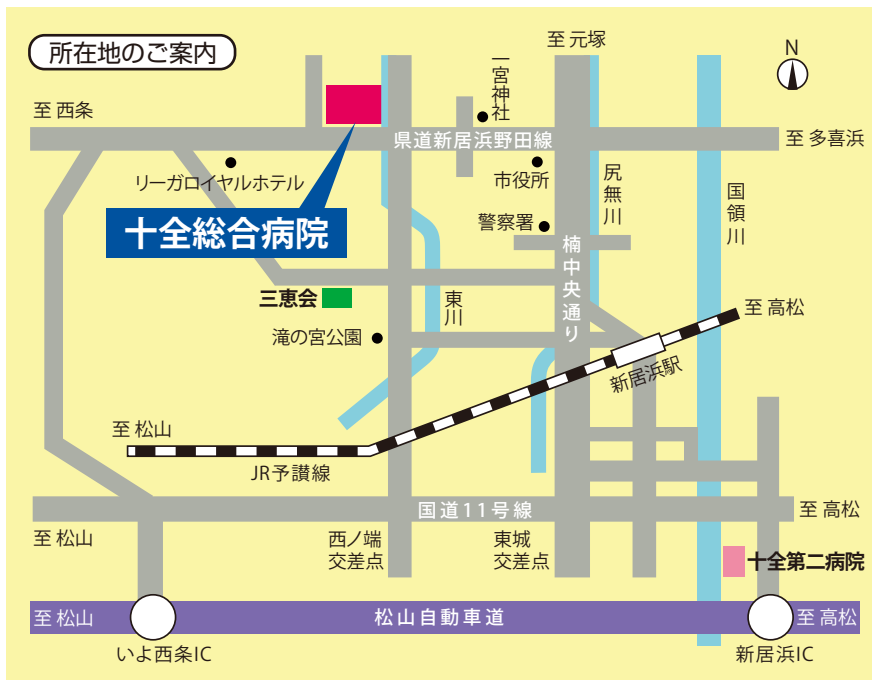 所在地のご案内
至 元塚
N
一宮神社
至 西条
県道新居浜野田線
至 多喜浜
リーガロイヤルホテル
市役所
尻無川
国領川
十全総合病院
警察署
楠中央通り
三恵会
東川
至 高松
滝の宮公園
新居浜駅
至 松山
JR予讃線
国道11号線
至 高松
至 松山
西ノ端
交差点
東城
交差点
十全第二病院
至 松山
松山自動車道
至 高松
いよ西条IC
新居浜IC